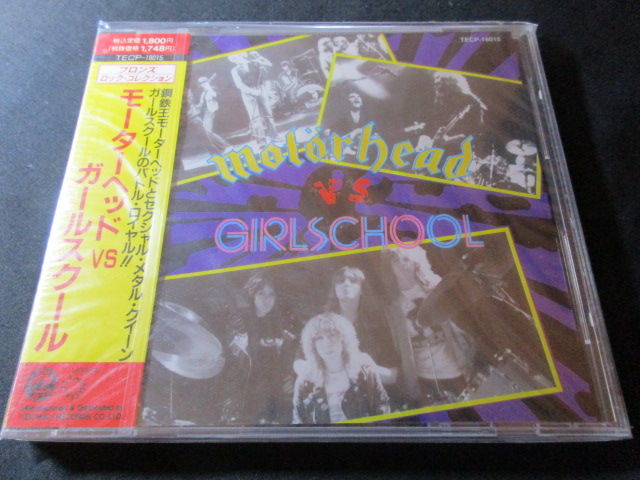 税込定価1,800円
(税抜価格1,748円)
TECP-18015
ブロンズ
ロック・コレクション
鋼鉄王モーターヘッドとセクシャル・メタル・クイーン
ガールスクールのバトル・ロイヤル!!
モーターヘッド
VS
ガールスクール
TECP-18015
motörhead
VS
GIRLSCHOOL